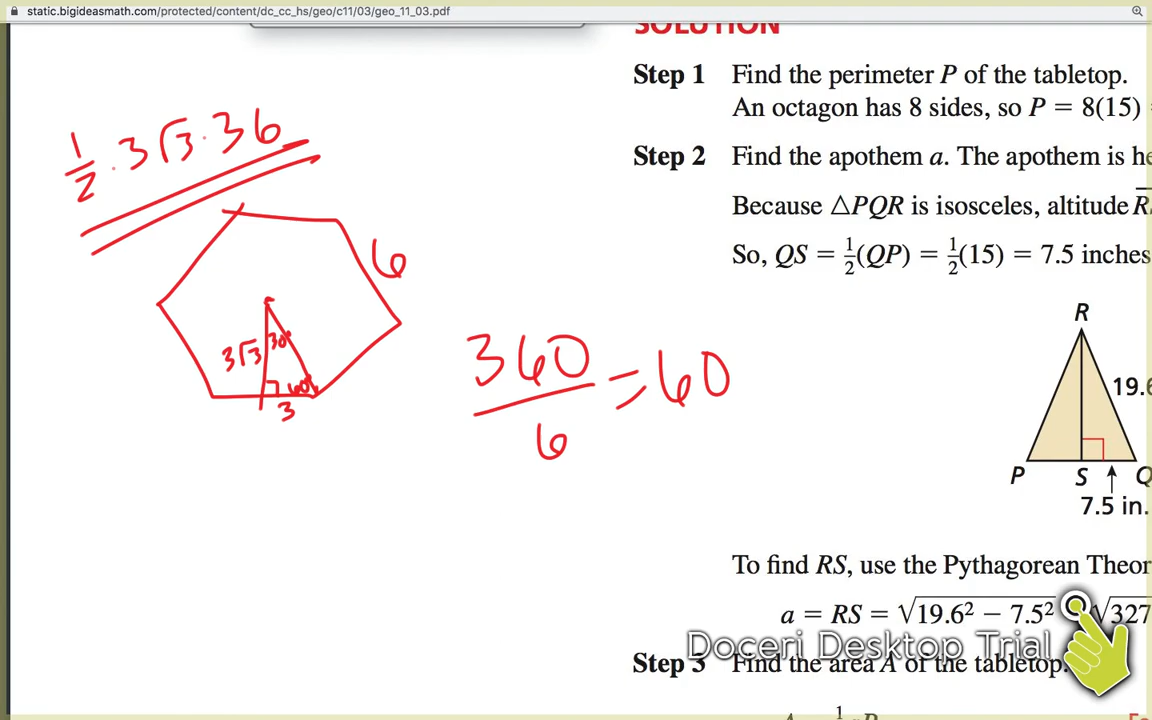 static.bigideasmath.com/protected/content/dc_cc_hs/geo/c11/03/geo_11_03.pdf
SOLUTION
Step 1 Find the perimeter P of the tabletop.
An octagon has 8 sides, so P = 8(15)
Step 2 Find the apothem a. The apothem is he
Because △PQR is isosceles, altitude R
So, QS = 1/2(QP) = 1/2(15) = 7.5 inches
R
19.6
P S Q
7.5 in.
To find RS, use the Pythagorean Theor
a = RS = √19.6² − 7.5² √327
Step 3 Find the area A of the tabletop.
1/2 · 3√3 · 36
6
3√3 30°
60°
3
360/6 = 60
Doceri Desktop Trial